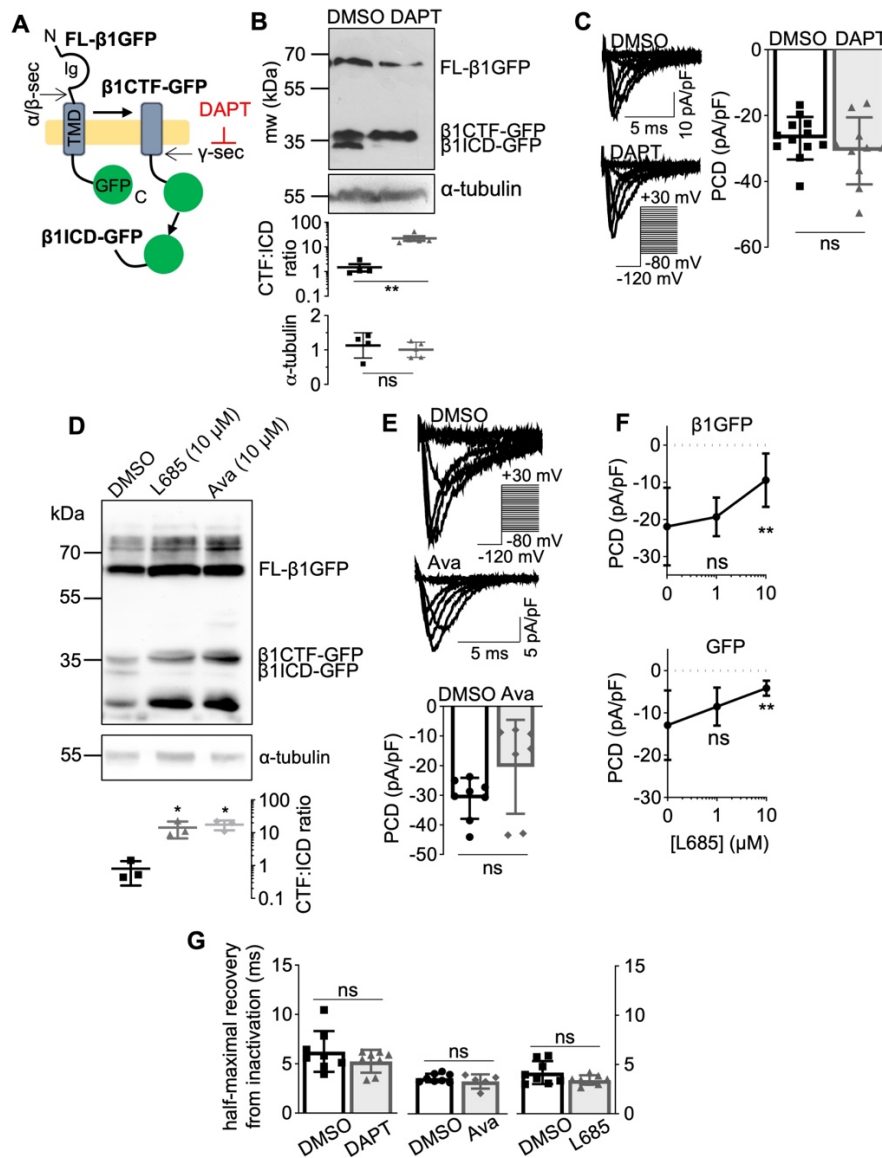 A
N
FL-β1GFP
Ig
α/β-sec
β1CTF-GFP
DAPT
TMD
γ-sec
GFP
C
β1ICD-GFP
B
DMSO DAPT
mw (kDa)
70
35
55
FL-β1GFP
β1CTF-GFP
β1ICD-GFP
α-tubulin
CTF:ICD
ratio
100
10
1
0.1
**
α-tubulin
2
1
0
ns
C
DMSO
5 ms
10 pA/pF
DAPT
+30 mV
-80 mV
-120 mV
DMSO DAPT
PCD (pA/pF)
0
-20
-40
-60
ns
D
DMSO
L685 (10 µM)
Ava (10 µM)
kDa
70
55
35
55
FL-β1GFP
β1CTF-GFP
β1ICD-GFP
α-tubulin
* *
100
10
1
0.1
CTF:ICD ratio
E
DMSO
+30 mV
-80 mV
-120 mV
Ava
5 ms
5 pA/pF
DMSO Ava
PCD (pA/pF)
0
-10
-20
-30
-40
-50
ns
F
β1GFP
PCD (pA/pF)
0
-10
-20
-30
ns
**
0 1 10
GFP
PCD (pA/pF)
0
-10
-20
-30
ns
**
0 1 10
[L685] (µM)
G
half-maximal recovery
from inactivation (ms)
15
10
5
0
ns
ns
ns
15
10
5
0
DMSO
DAPT
DMSO
Ava
DMSO
L685